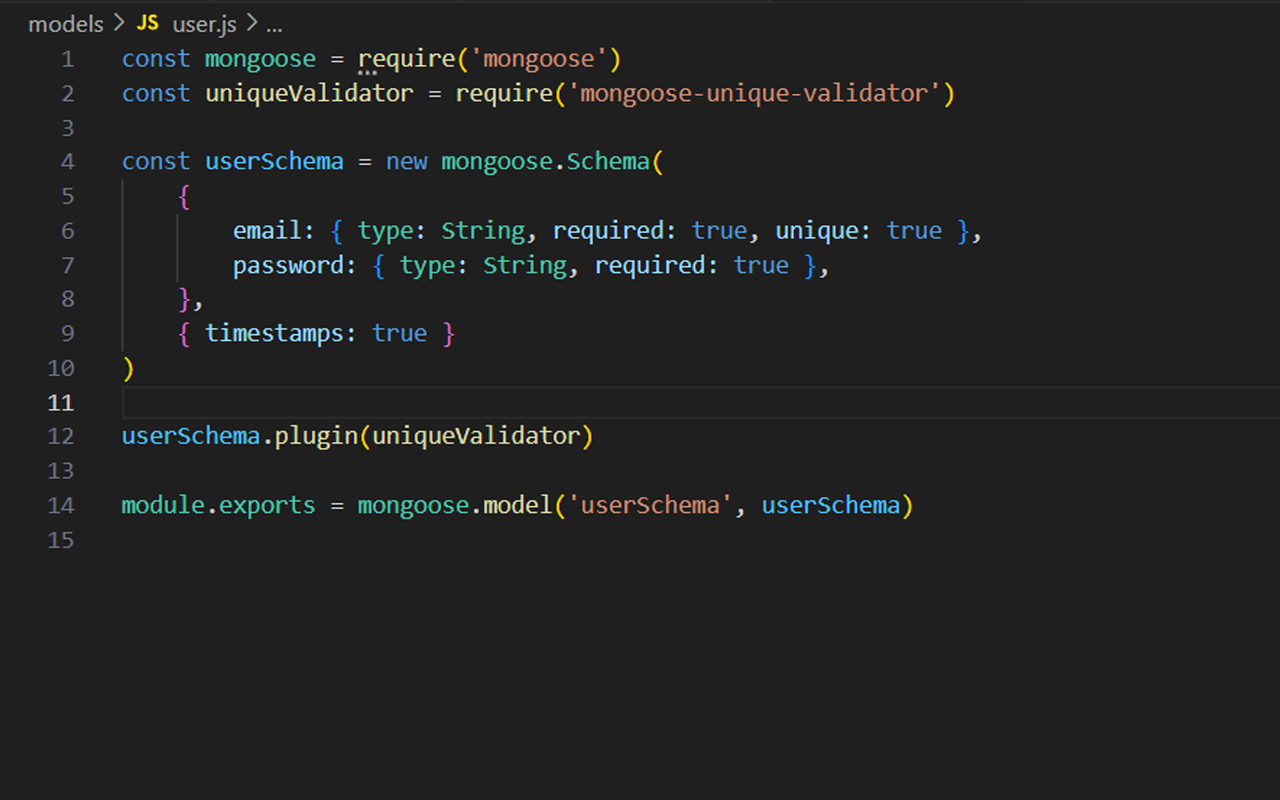 models > JS user.js > ...
1 const mongoose = require('mongoose')
2 const uniqueValidator = require('mongoose-unique-validator')
3
4 const userSchema = new mongoose.Schema(
5     {
6         email: { type: String, required: true, unique: true },
7         password: { type: String, required: true },
8     },
9     { timestamps: true }
10 )
11
12 userSchema.plugin(uniqueValidator)
13
14 module.exports = mongoose.model('userSchema', userSchema)
15